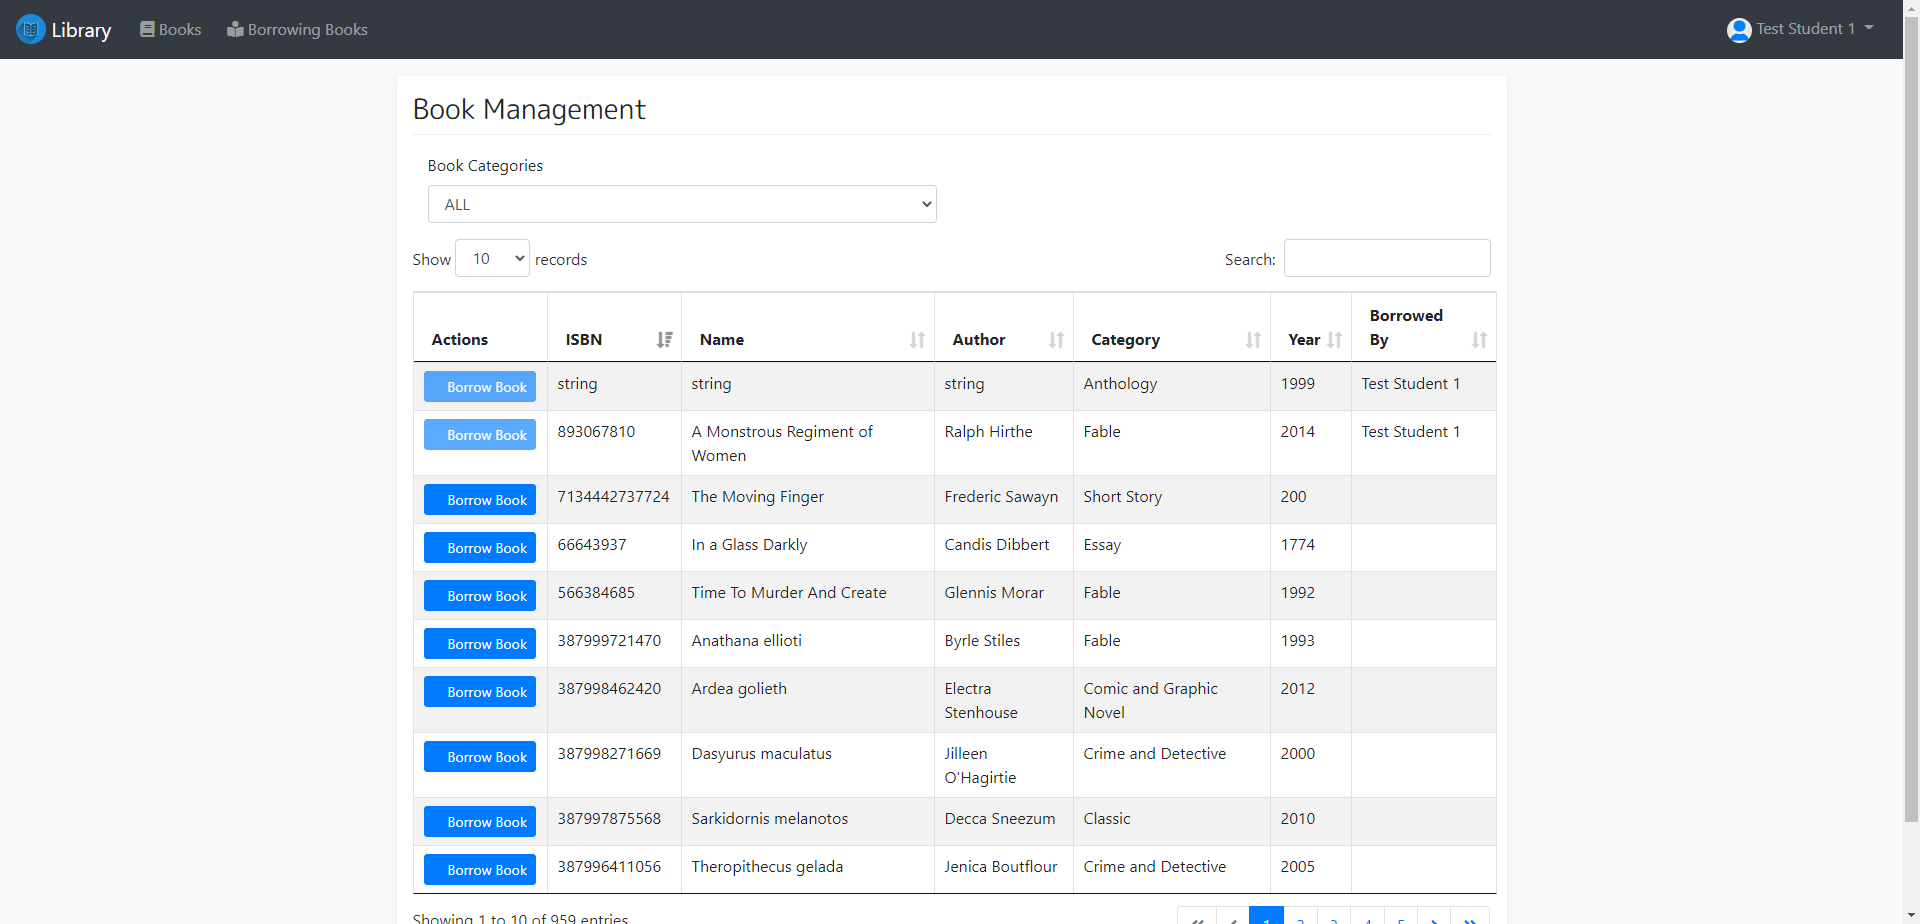 Library Books Borrowing Books Test Student 1
Book Management
Book Categories
ALL
Show 10 records Search:
Actions ISBN Name Author Category Year Borrowed By
Borrow Book string string string Anthology 1999 Test Student 1
Borrow Book 893067810 A Monstrous Regiment of Women Ralph Hirthe Fable 2014 Test Student 1
Borrow Book 7134442737724 The Moving Finger Frederic Sawayn Short Story 200
Borrow Book 66643937 In a Glass Darkly Candis Dibbert Essay 1774
Borrow Book 566384685 Time To Murder And Create Glennis Morar Fable 1992
Borrow Book 387999721470 Anathana ellioti Byrle Stiles Fable 1993
Borrow Book 387998462420 Ardea golieth Electra Stenhouse Comic and Graphic Novel 2012
Borrow Book 387998271669 Dasyurus maculatus Jilleen O'Hagirtie Crime and Detective 2000
Borrow Book 387997875568 Sarkidornis melanotos Decca Sneezum Classic 2010
Borrow Book 387996411056 Theropithecus gelada Jenica Boutflour Crime and Detective 2005
Showing 1 to 10 of 959 entries « ‹ 1 2 3 4 5 › »